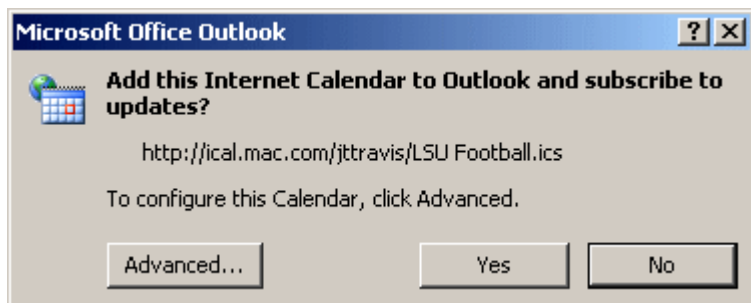 Microsoft Office Outlook
?
Add this Internet Calendar to Outlook and subscribe to
updates?
http://ical.mac.com/jttravis/LSU Football.ics
To configure this Calendar, click Advanced.
Advanced... Yes No